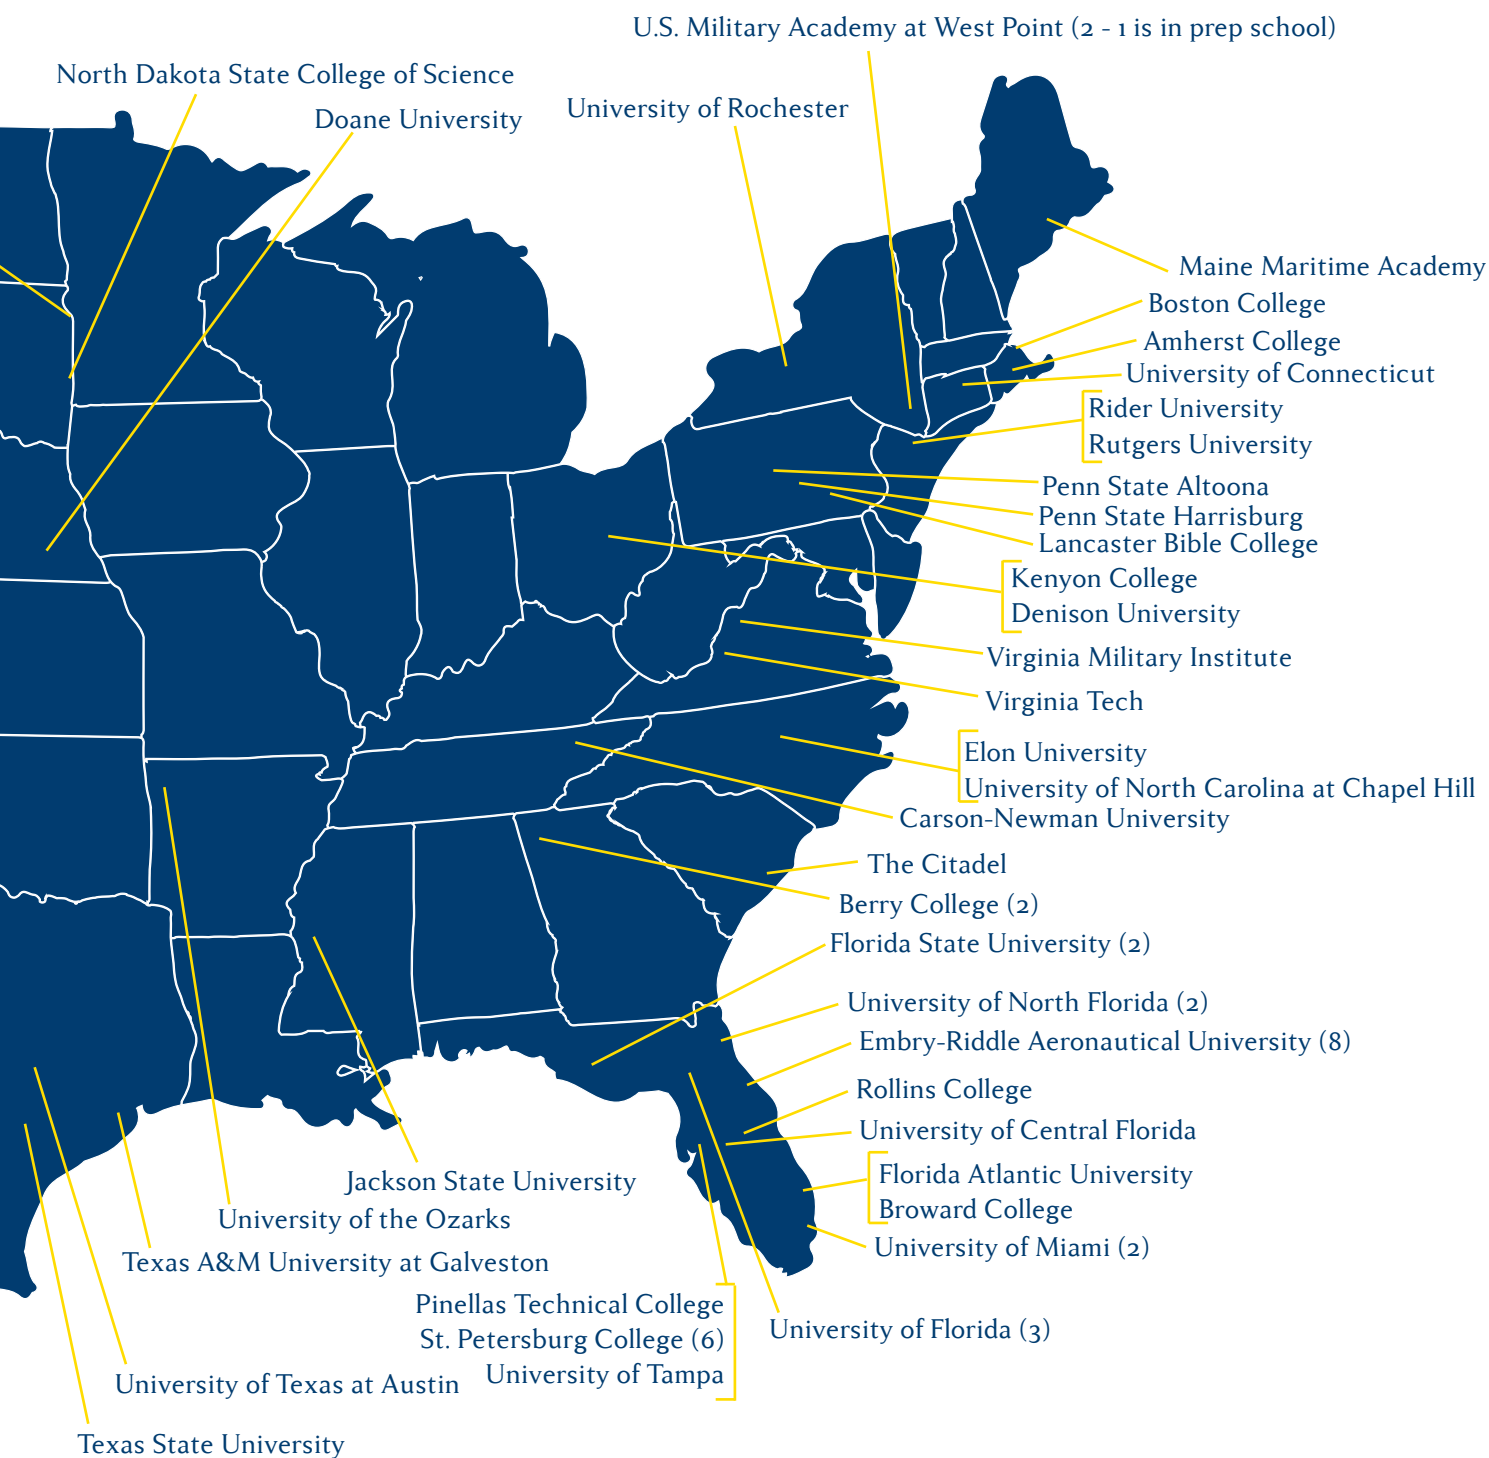 U.S. Military Academy at West Point (2 - 1 is in prep school)
North Dakota State College of Science
University of Rochester
Doane University
Maine Maritime Academy
Boston College
Amherst College
University of Connecticut
Rider University
Rutgers University
Penn State Altoona
Penn State Harrisburg
Lancaster Bible College
Kenyon College
Denison University
Virginia Military Institute
Virginia Tech
Elon University
University of North Carolina at Chapel Hill
Carson-Newman University
The Citadel
Berry College (2)
Florida State University (2)
University of North Florida (2)
Embry-Riddle Aeronautical University (8)
Rollins College
University of Central Florida
Florida Atlantic University
Broward College
University of Miami (2)
Jackson State University
University of the Ozarks
Texas A&M University at Galveston
Pinellas Technical College
St. Petersburg College (6)
University of Tampa
University of Florida (3)
University of Texas at Austin
Texas State University